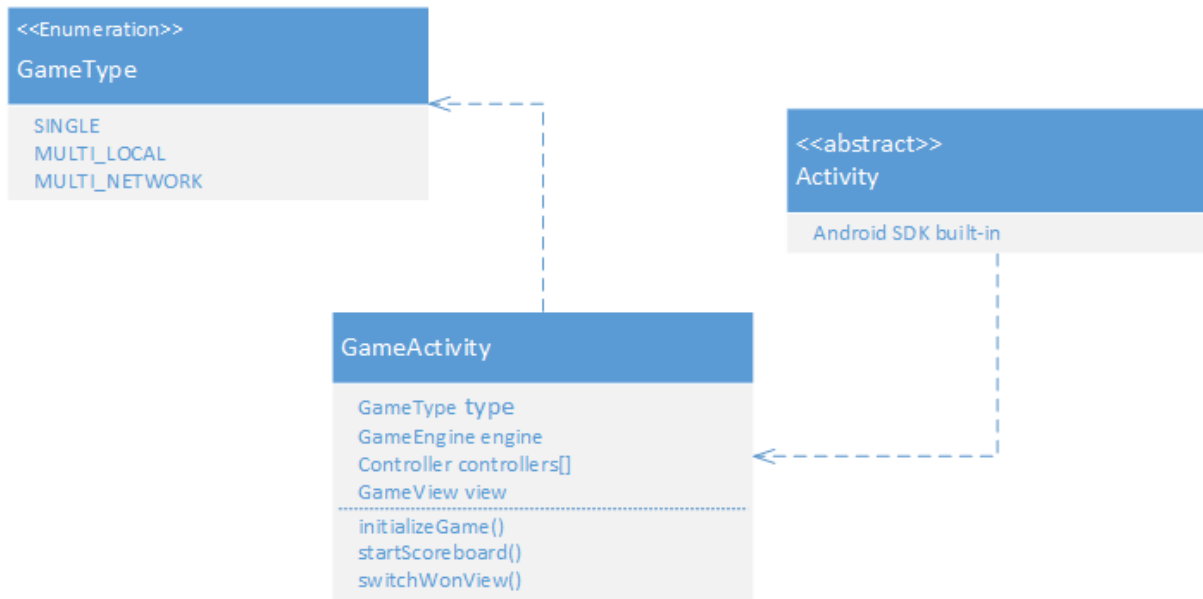 <<Enumeration>>
GameType
SINGLE
MULTI_LOCAL
MULTI_NETWORK
<<abstract>>
Activity
Android SDK built-in
GameActivity
GameType type
GameEngine engine
Controller controllers[]
GameView view
initializeGame()
startScoreboard()
switchWonView()